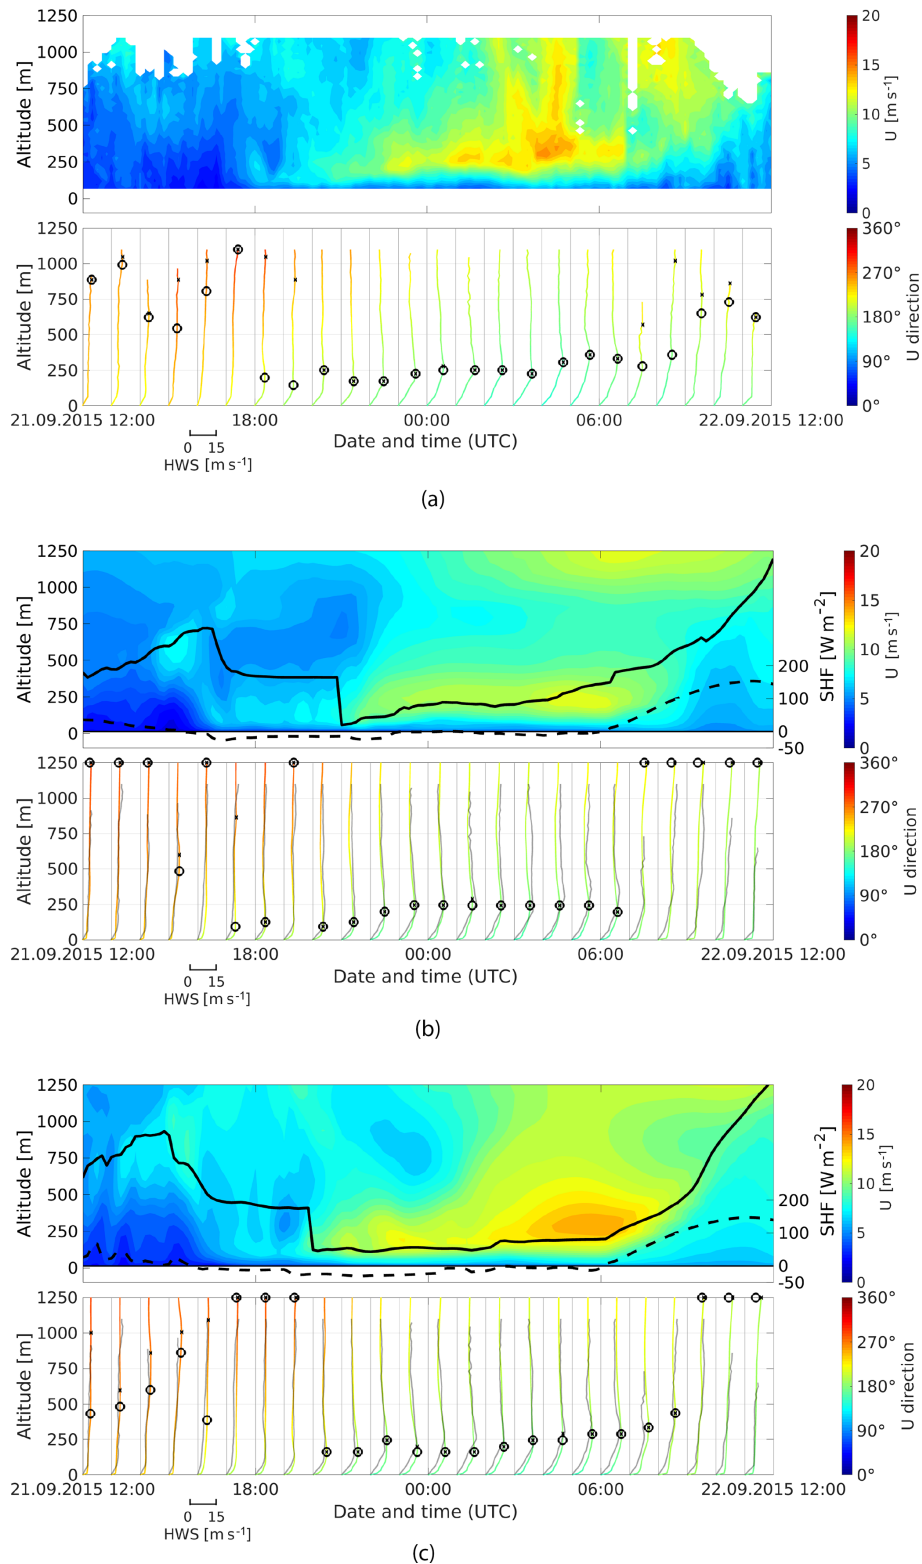 1250
1000
750
500
250
0
Altitude [m]
20
15
10
5
0
U [m s-1]
1250
1000
750
500
250
0
Altitude [m]
360°
270°
180°
90°
0°
U direction
21.09.2015 12:00 18:00 00:00 06:00 22.09.2015 12:00
Date and time (UTC)
0 15
HWS [m s-1]
(a)
1250
1000
750
500
250
0
Altitude [m]
200
100
0
-50
SHF [W m-2]
20
15
10
5
0
U [m s-1]
1250
1000
750
500
250
0
Altitude [m]
360°
270°
180°
90°
0°
U direction
21.09.2015 12:00 18:00 00:00 06:00 22.09.2015 12:00
Date and time (UTC)
0 15
HWS [m s-1]
(b)
1250
1000
750
500
250
0
Altitude [m]
200
100
0
-50
SHF [W m-2]
20
15
10
5
0
U [m s-1]
1250
1000
750
500
250
0
Altitude [m]
360°
270°
180°
90°
0°
U direction
21.09.2015 12:00 18:00 00:00 06:00 22.09.2015 12:00
Date and time (UTC)
0 15
HWS [m s-1]
(c)